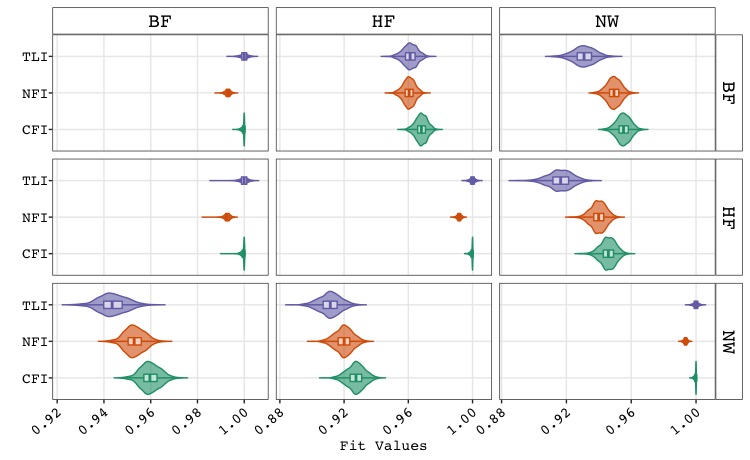 BF HF NW
TLI
NFI
CFI
BF
TLI
NFI
CFI
HF
TLI
NFI
CFI
NW
0.92 0.94 0.96 0.98 1.00 0.88 0.92 0.96 1.00 0.88 0.92 0.96 1.00
Fit Values